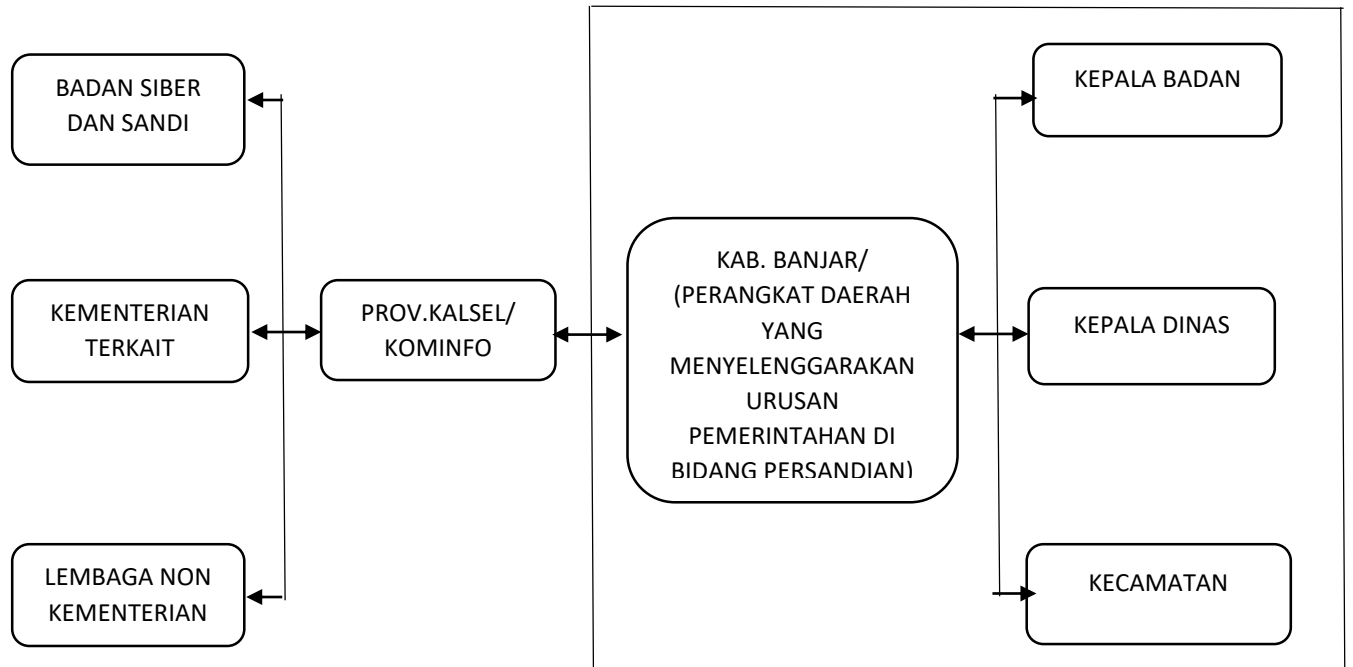 BADAN SIBER
DAN SANDI
KEMENTERIAN
TERKAIT
LEMBAGA NON
KEMENTERIAN
PROV.KALSEL/
KOMINFO
KAB. BANJAR/
(PERANGKAT DAERAH
YANG
MENYELENGGARAKAN
URUSAN
PEMERINTAHAN DI
BIDANG PERSANDIAN)
KEPALA BADAN
KEPALA DINAS
KECAMATAN